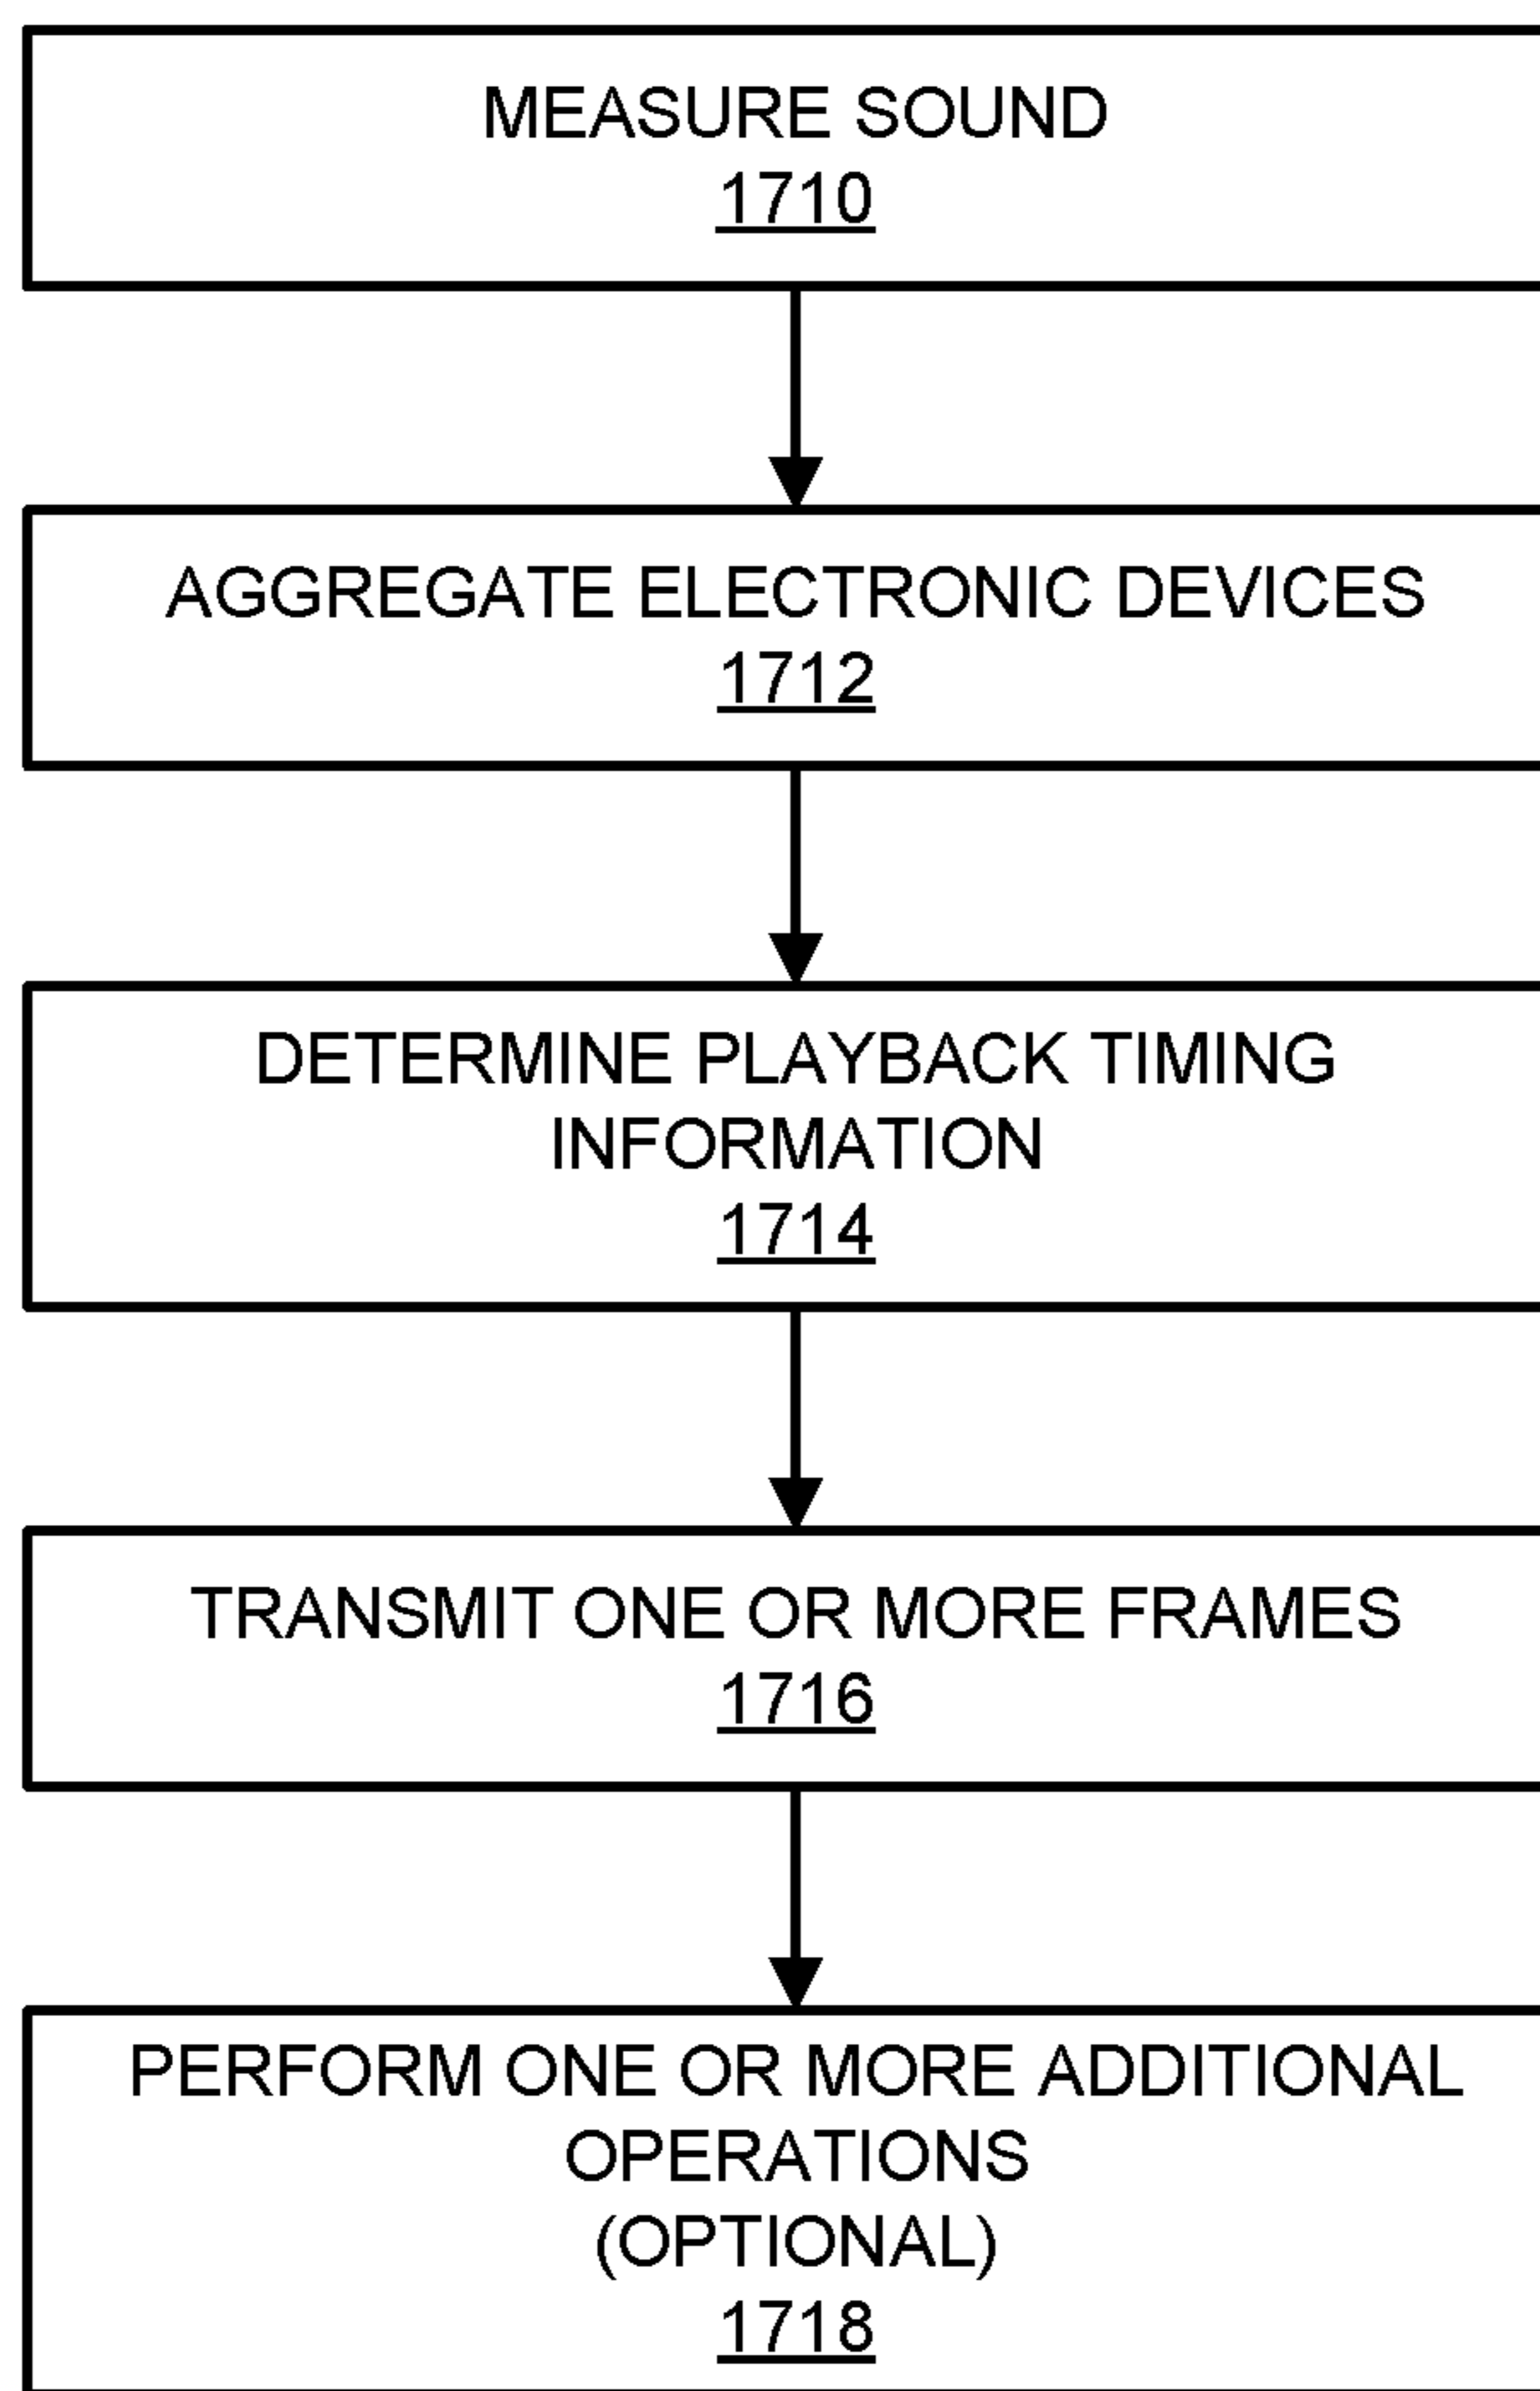 MEASURE SOUND
1710
AGGREGATE ELECTRONIC DEVICES
1712
DETERMINE PLAYBACK TIMING
INFORMATION
1714
TRANSMIT ONE OR MORE FRAMES
1716
PERFORM ONE OR MORE ADDITIONAL
OPERATIONS
(OPTIONAL)
1718